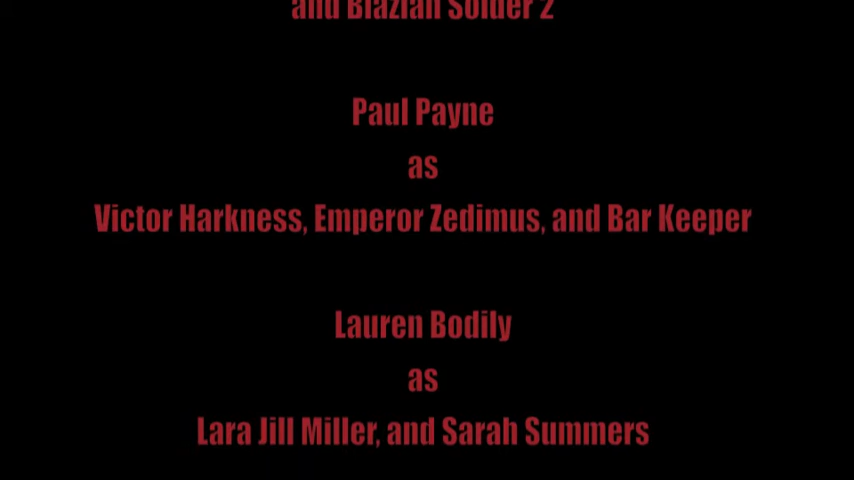 and Blazian Solder 2
Paul Payne
as
Victor Harkness, Emperor Zedimus, and Bar Keeper
Lauren Bodily
as
Lara Jill Miller, and Sarah Summers